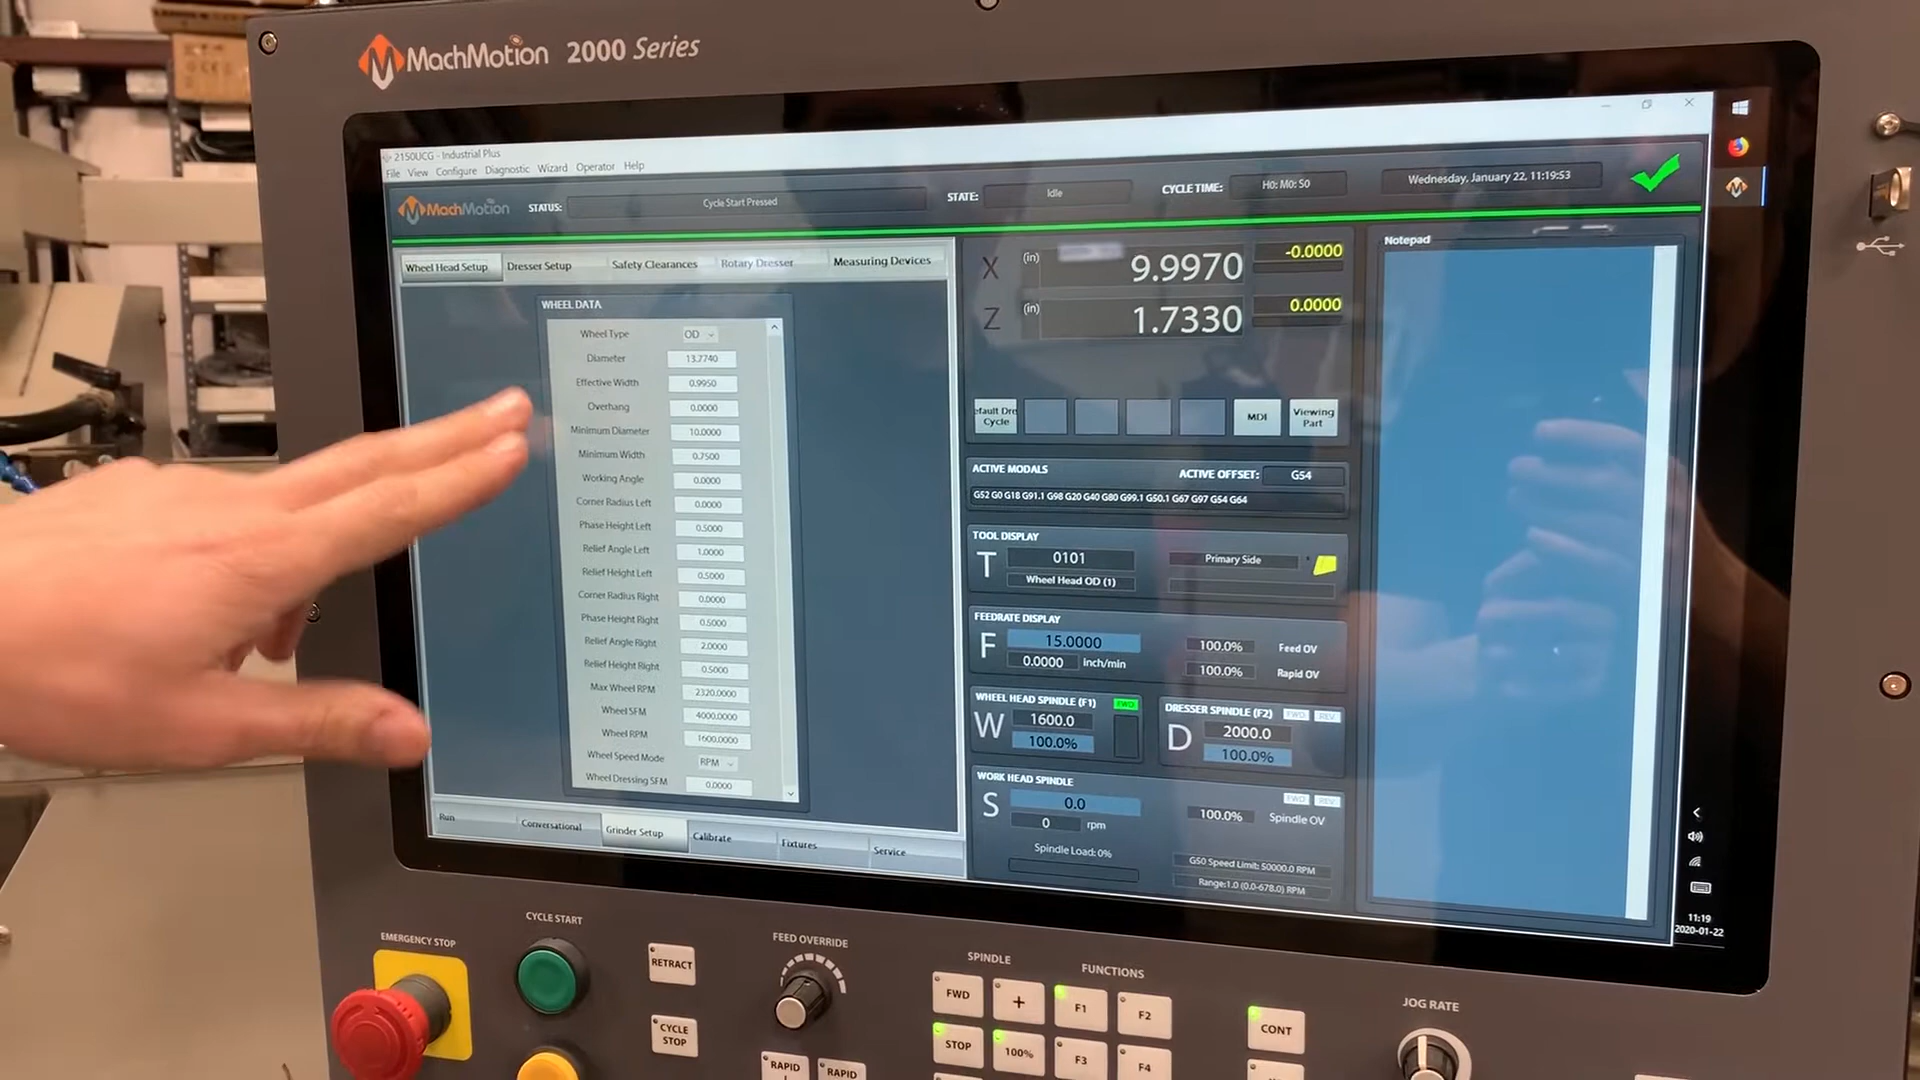 MachMotion 2000 Series
2150UCG - Industrial Plus
File View Configure Diagnostic Wizard Operator Help
MachMotion STATUS: Cycle Start Pressed STATE: Idle CYCLE TIME: H0: M0: S0 Wednesday, January 22, 11:19:53
Wheel Head Setup Dresser Setup Safety Clearances Rotary Dresser Measuring Devices
WHEEL DATA
Wheel Type OD
Diameter 13.7740
Effective Width 0.9950
Overhang 0.0000
Minimum Diameter 10.0000
Minimum Width 0.7500
Working Angle 0.0000
Corner Radius Left 0.0000
Phase Height Left 0.5000
Relief Angle Left 1.0000
Relief Height Left 0.5000
Corner Radius Right 0.0000
Phase Height Right 0.5000
Relief Angle Right 2.0000
Relief Height Right 0.5000
Max Wheel RPM 2320.0000
Wheel SFM 4000.0000
Wheel RPM 1600.0000
Wheel Speed Mode RPM
Wheel Dressing SFM 0.0000
Run Conversational Grinder Setup Calibrate Fixtures Service
X (in) 9.9970 -0.0000
Z (in) 1.7330 0.0000
efault Dre
Cycle
MDI
Viewing
Part
ACTIVE MODALS ACTIVE OFFSET: G54
G52 G0 G18 G91.1 G98 G20 G40 G80 G99.1 G50.1 G67 G97 G54 G64
TOOL DISPLAY
T 0101 Primary Side
Wheel Head OD (1)
FEEDRATE DISPLAY
F 15.0000 100.0% Feed OV
0.0000 inch/min 100.0% Rapid OV
WHEEL HEAD SPINDLE (F1) FWD
W 1600.0
100.0%
DRESSER SPINDLE (F2) FWD REV
D 2000.0
100.0%
WORK HEAD SPINDLE FWD REV
S 0.0
0 rpm 100.0% Spindle OV
Spindle Load: 0%
G50 Speed Limit: 50000.0 RPM
Range:1.0 (0.0-678.0) RPM
Notepad
11:19
2020-01-22
EMERGENCY STOP
CYCLE START
RETRACT
CYCLE
STOP
FEED OVERRIDE
RAPID
RAPID
SPINDLE
FWD +
STOP 100%
FUNCTIONS
F1 F2
F3 F4
CONT
JOG RATE